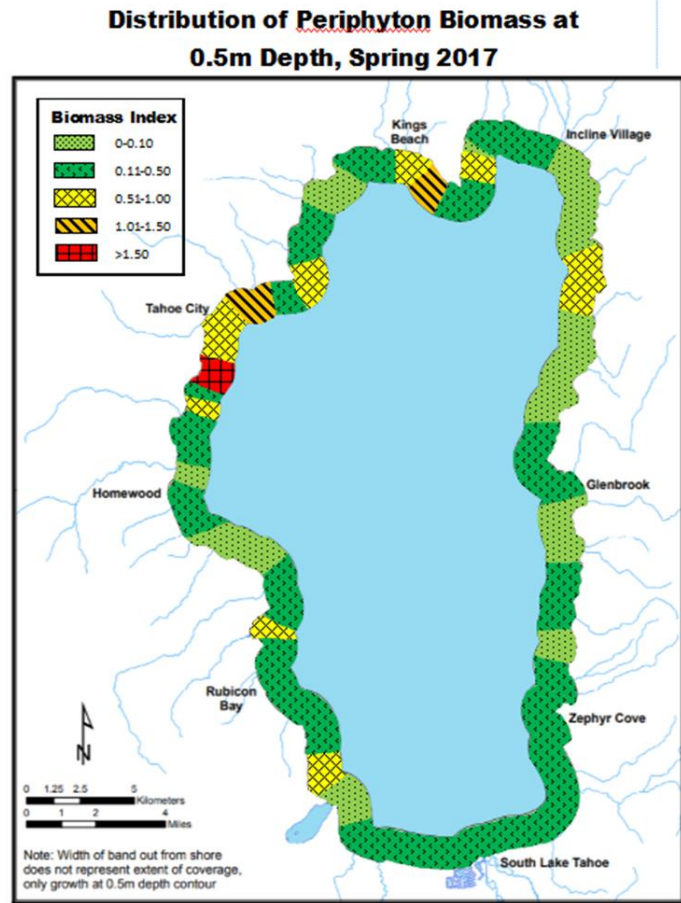 Distribution of Periphyton Biomass at
0.5m Depth, Spring 2017
Biomass Index
0-0.10
0.11-0.50
0.51-1.00
1.01-1.50
>1.50
Kings
Beach
Incline Village
Tahoe City
Homewood
Glenbrook
Rubicon
Bay
Zephyr Cove
N
0 1.25 2.5 5
Kilometers
0 1 2 4
Miles
Note: Width of band out from shore
does not represent extent of coverage,
only growth at 0.5m depth contour
South Lake Tahoe